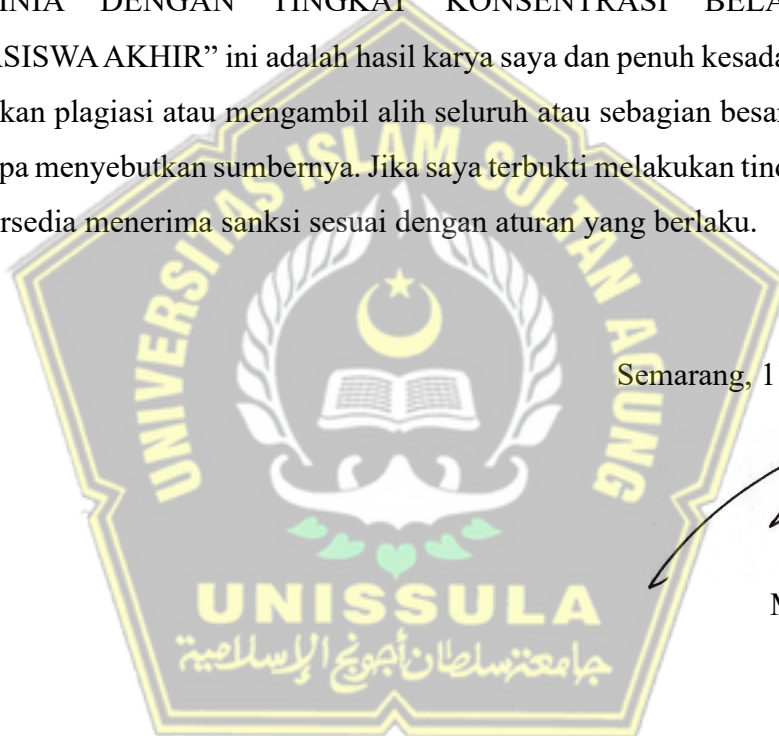 INIA DENGAN TINGKAT KONSENTRASI BELA
ASISWA AKHIR” ini adalah hasil karya saya dan penuh kesada
kan plagiasi atau mengambil alih seluruh atau sebagian besar
pa menyebutkan sumbernya. Jika saya terbukti melakukan tind
rsedia menerima sanksi sesuai dengan aturan yang berlaku.
UNIVERSITAS ISLAM SULTAN AGUNG
Semarang, 1
M
UNISSULA
جامعتنسلطان أجونج الإسلامية